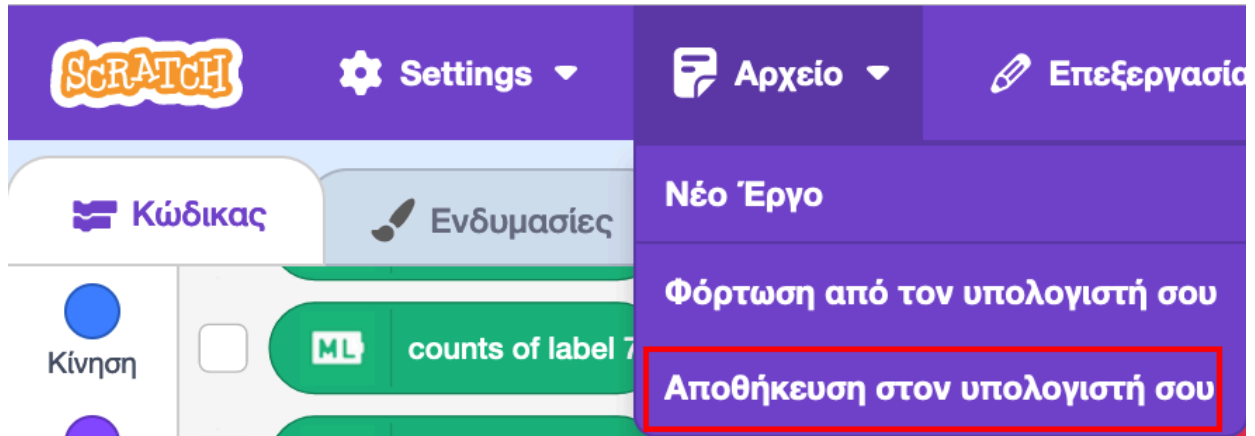 SCRATCH Settings Αρχείο Επεξεργασία
Κώδικας Ενδυμασίες
Νέο Έργο
Φόρτωση από τον υπολογιστή σου
Αποθήκευση στον υπολογιστή σου
Κίνηση
ML counts of label 7